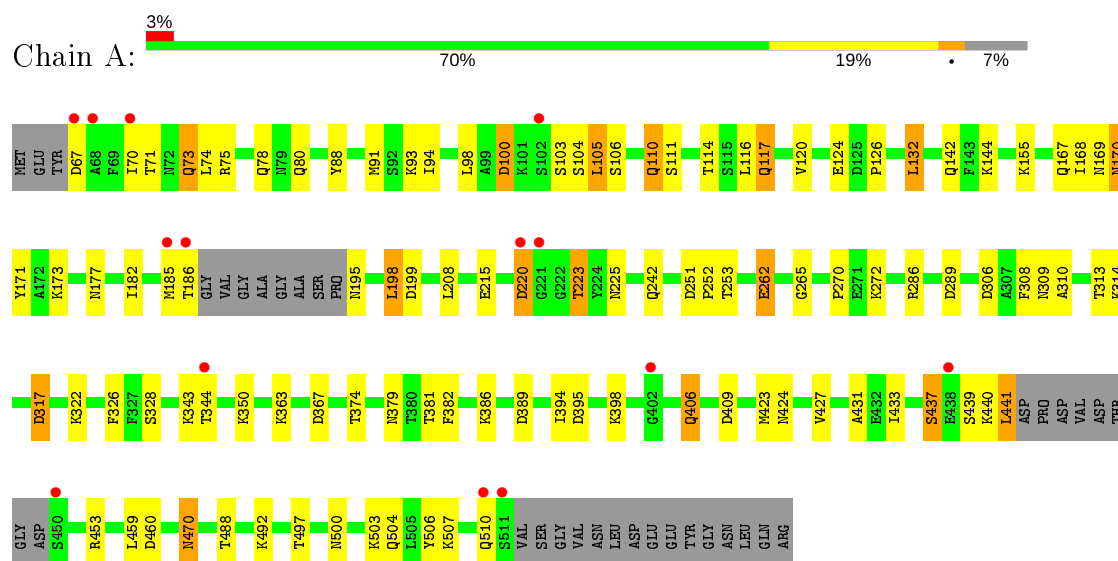 3%
Chain A:
70% 19% • 7%
MET GLU TYR D67 A68 F69 I70 T71 N72 Q73 L74 R75 Q78 N79 Q80 Y88 M91 S92 K93 I94 L98 A99 D100 K101 S102 S103 S104 L105 S106 Q110 S111 T114 S115 L116 Q117 V120 E124 D125 P126 L132 Q142 F143 K144 K155 Q167 I168 N169 N170
Y171 A172 K173 N177 I182 M185 T186 GLY VAL GLY ALA GLY ALA SER PRO N195 L198 D199 L208 E215 D220 G221 G222 T223 Y224 N225 Q242 D251 P252 T253 E262 G265 P270 E271 K272 R286 D289 D306 A307 F308 N309 A310 T313 K314
D317 K322 F326 F327 S328 K343 T344 K350 K363 D367 T374 N379 T380 T381 F382 K386 D389 I394 D395 K398 G402 Q406 D409 M423 N424 V427 A431 E432 I433 S437 E438 S439 K440 L441 ASP PRO ASP VAL ASP THR
GLY ASP S450 R453 L459 D460 N470 T488 K492 T497 N500 K503 Q504 L505 Y506 K507 Q510 S511 VAL SER GLY VAL ASN LEU ASP GLU GLU TYR GLY ASN LEU GLN ARG